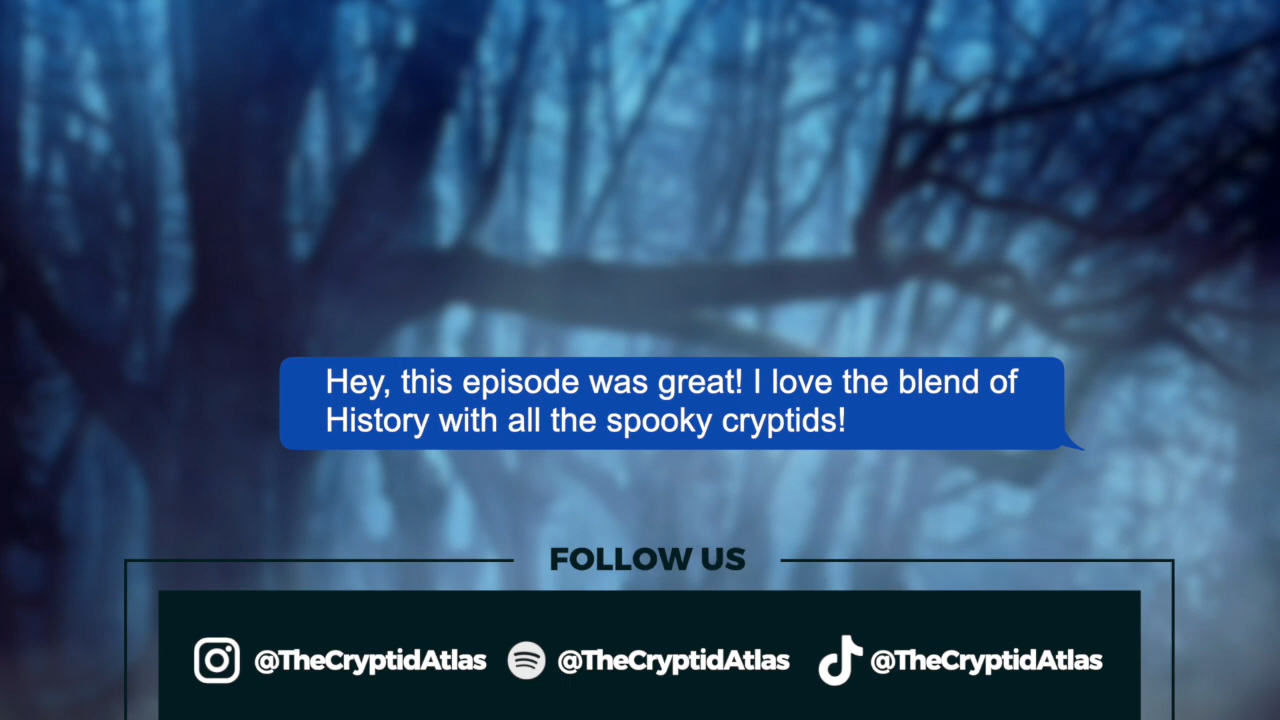 Hey, this episode was great! I love the blend of
History with all the spooky cryptids!
FOLLOW US
@TheCryptidAtlas @TheCryptidAtlas @TheCryptidAtlas